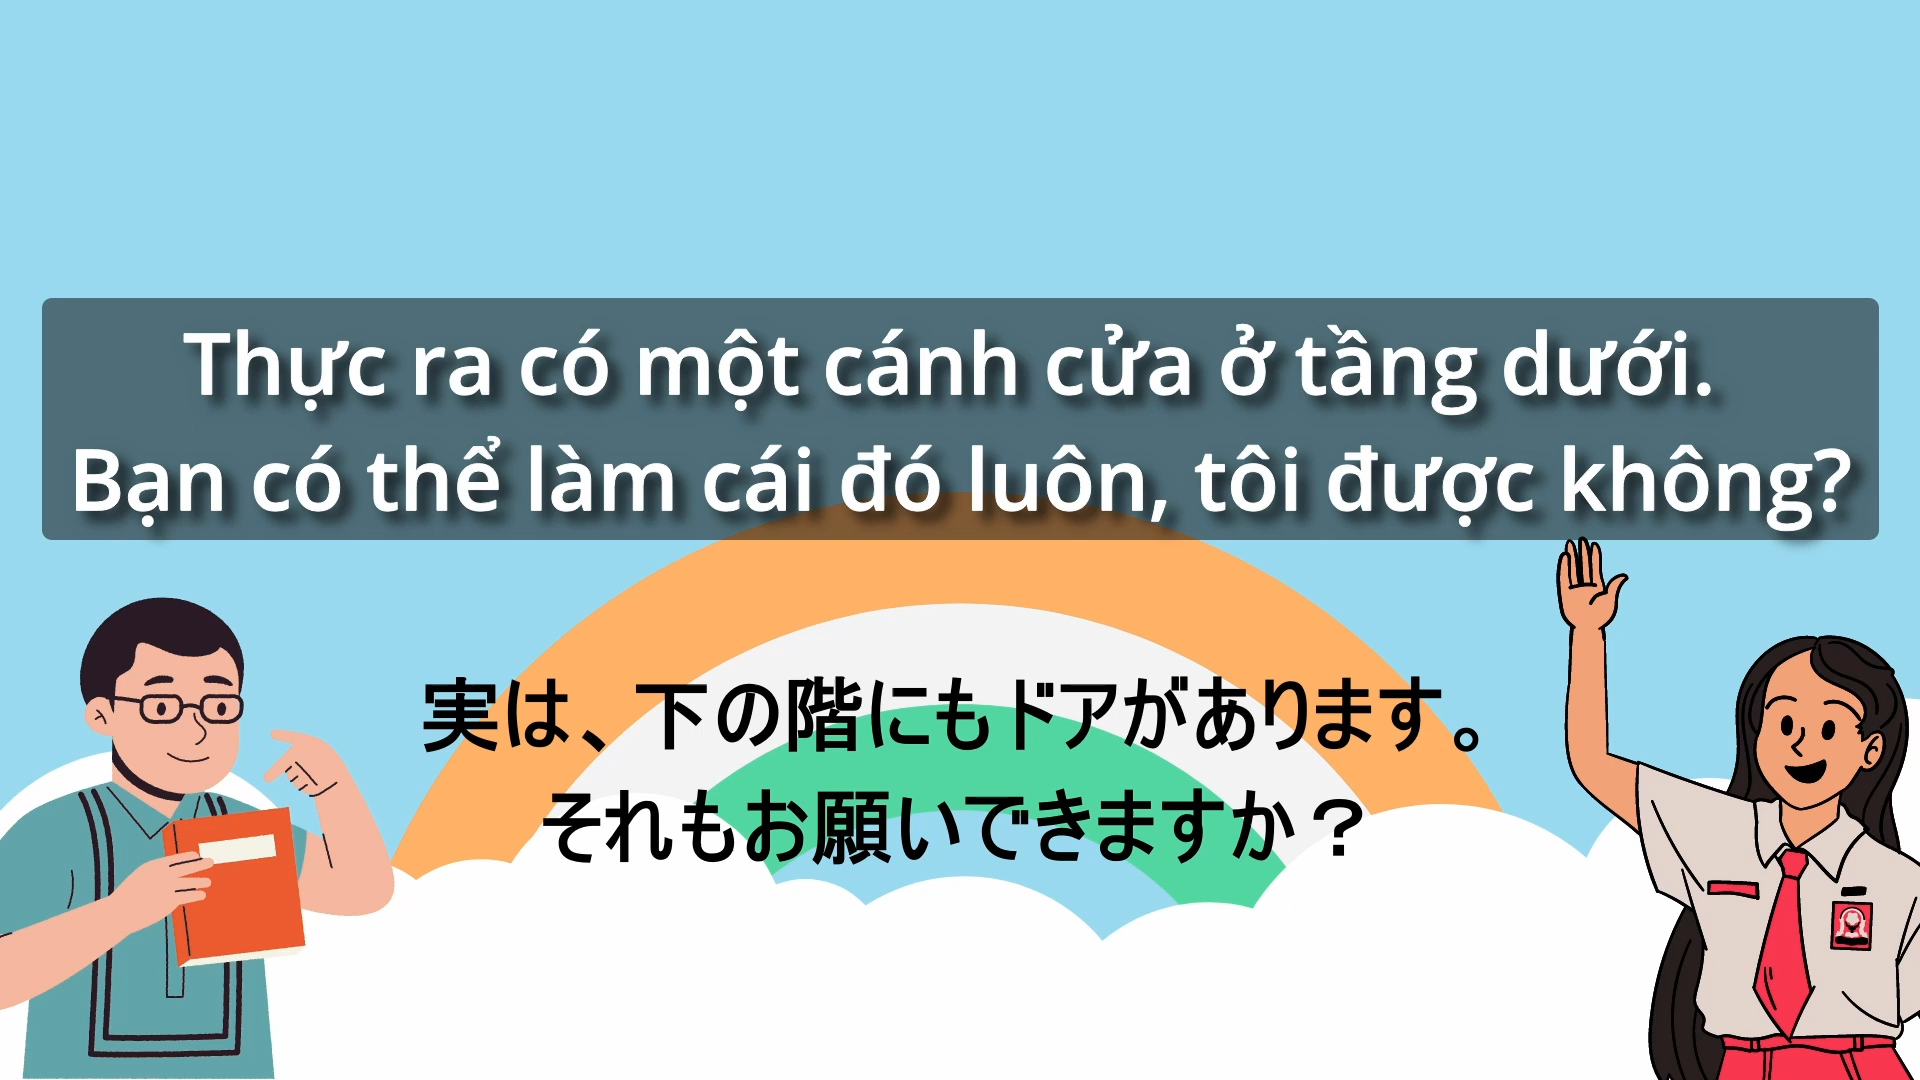 Thực ra có một cánh cửa ở tầng dưới.
Bạn có thể làm cái đó luôn, tôi được không?
実は、下の階にもドアがあります。
それもお願いできますか？